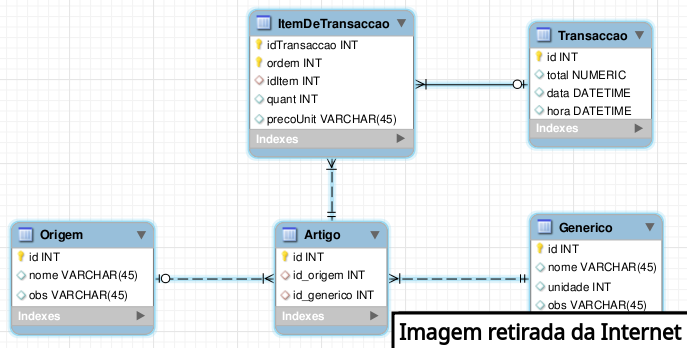 ItemDeTransaccao
idTransaccao INT
ordem INT
idItem INT
quant INT
precoUnit VARCHAR(45)
Indexes
Transaccao
id INT
total NUMERIC
data DATETIME
hora DATETIME
Indexes
Origem
id INT
nome VARCHAR(45)
obs VARCHAR(45)
Indexes
Artigo
id INT
id_origem INT
id_generico INT
Indexes
Generico
id INT
nome VARCHAR(45)
unidade INT
obs VARCHAR(45)
Imagem retirada da Internet